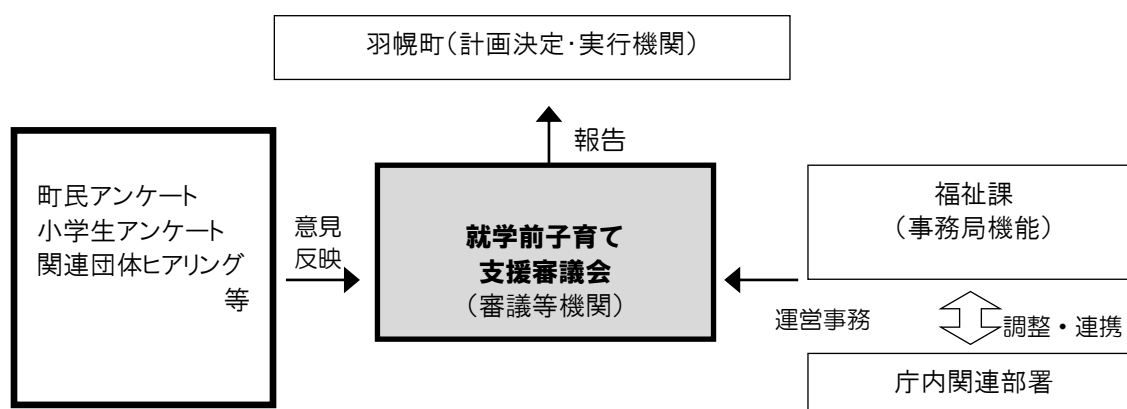 羽幌町（計画決定・実行機関）
報告
町民アンケート
小学生アンケート
関連団体ヒアリング
等
意見
反映
就学前子育て
支援審議会
（審議等機関）
福祉課
（事務局機能）
運営事務
調整・連携
庁内関連部署